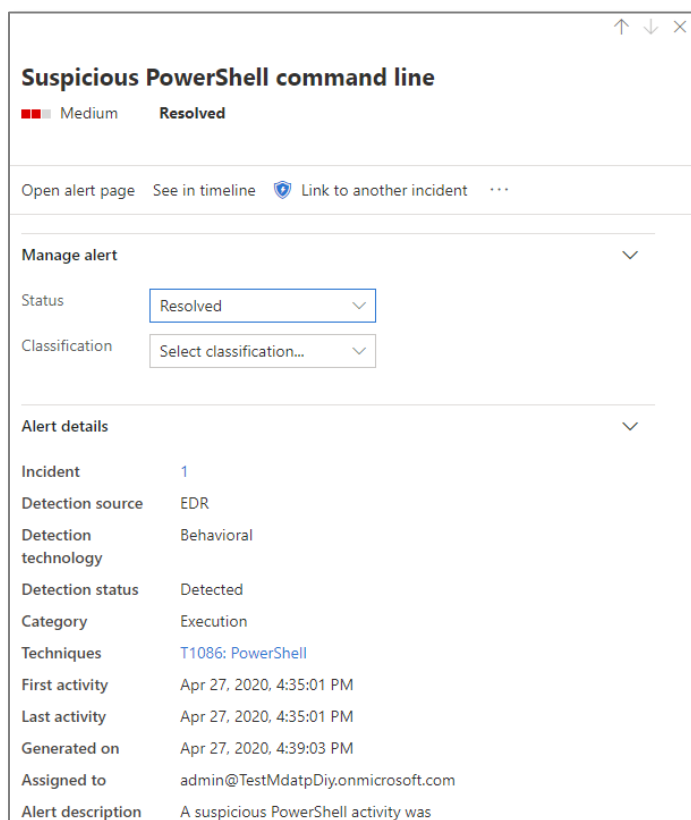 Suspicious PowerShell command line
Medium Resolved
Open alert page See in timeline Link to another incident ...
Manage alert
Status Resolved
Classification Select classification...
Alert details
Incident 1
Detection source EDR
Detection technology Behavioral
Detection status Detected
Category Execution
Techniques T1086: PowerShell
First activity Apr 27, 2020, 4:35:01 PM
Last activity Apr 27, 2020, 4:35:01 PM
Generated on Apr 27, 2020, 4:39:03 PM
Assigned to admin@TestMdatpDiy.onmicrosoft.com
Alert description A suspicious PowerShell activity was